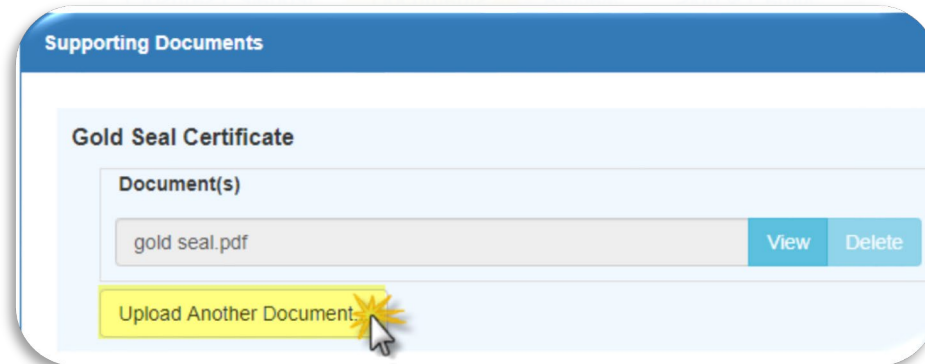 Supporting Documents
Gold Seal Certificate
Document(s)
gold seal.pdf View Delete
Upload Another Document.